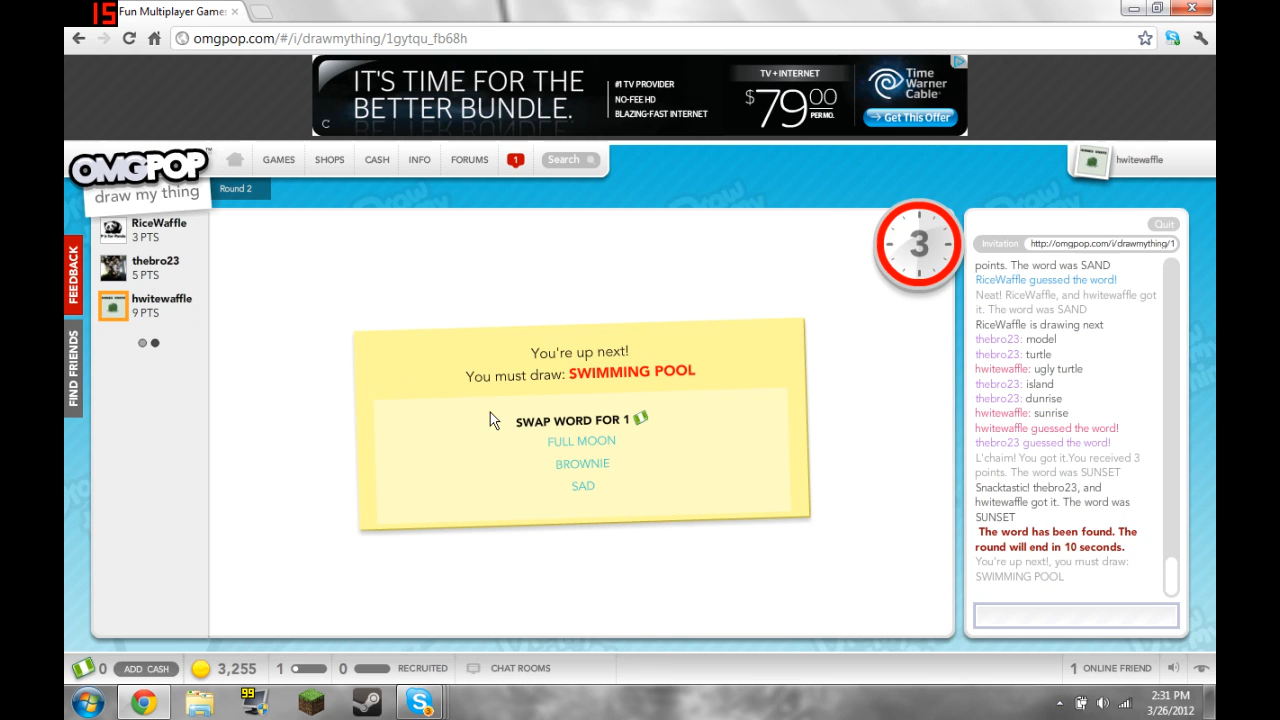 15
Fun Multiplayer Game
omgpop.com/#/i/drawmything/1gytqu_fb68h
IT'S TIME FOR THE
BETTER BUNDLE.
C
#1 TV PROVIDER
NO-FEE HD
BLAZING-FAST INTERNET
TV + INTERNET
$79.00
PER MO.
Time
Warner
Cable®
Get This Offer
OMGPOP™
draw my thing
GAMES
SHOPS
CASH
INFO
FORUMS
1
Search
hwitewaffle
Round 2
FEEDBACK
FIND FRIENDS
RiceWaffle
3 PTS
thebro23
5 PTS
hwitewaffle
9 PTS
3
You're up next!
You must draw: SWIMMING POOL
SWAP WORD FOR 1
FULL MOON
BROWNIE
SAD
Quit
Invitation http://omgpop.com/i/drawmything/1
points. The word was SAND
RiceWaffle guessed the word!
Neat! RiceWaffle, and hwitewaffle got
it. The word was SAND
RiceWaffle is drawing next
thebro23: model
thebro23: turtle
hwitewaffle: ugly turtle
thebro23: island
thebro23: dunrise
hwitewaffle: sunrise
hwitewaffle guessed the word!
thebro23 guessed the word!
L'chaim! You got it.You received 3
points. The word was SUNSET
Snacktastic! thebro23, and
hwitewaffle got it. The word was
SUNSET
The word has been found. The
round will end in 10 seconds.
You're up next!, you must draw:
SWIMMING POOL
0
ADD CASH
3,255
1
0
RECRUITED
CHAT ROOMS
1 ONLINE FRIEND
99
3
2:31 PM
3/26/2012